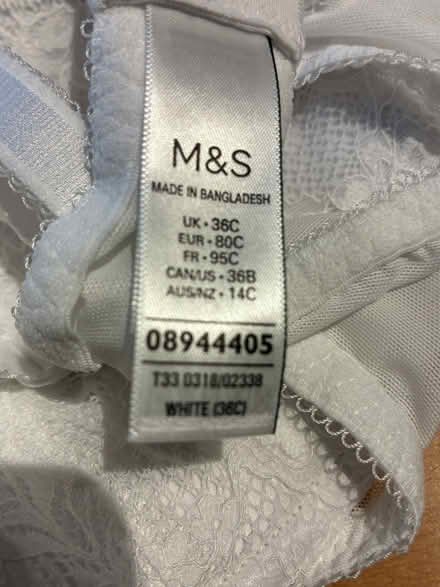 M&S
MADE IN BANGLADESH
UK • 36C
EUR • 80C
FR • 95C
CAN/US • 36B
AUS/NZ • 14C
08944405
T33 0318/02338
WHITE (36C)